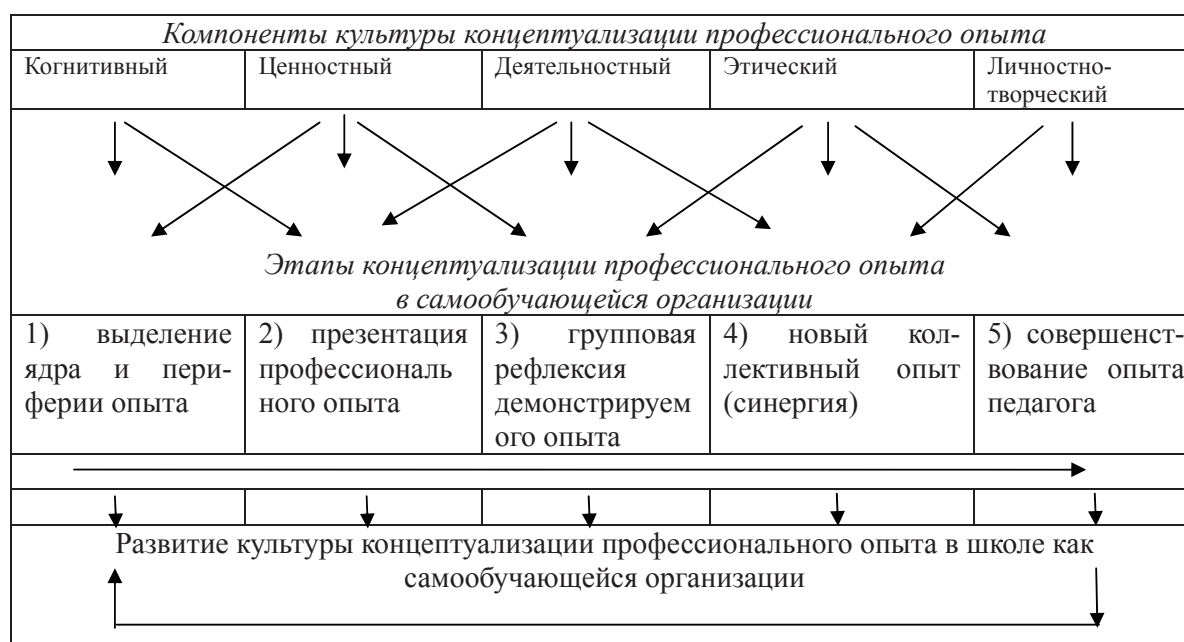 Компоненты культуры концептуализации профессионального опыта
Когнитивный
Ценностный
Деятельностный
Этический
Личностно-
творческий
Этапы концептуализации профессионального опыта
в самообучающейся организации
1) выделение
ядра и пери-
ферии опыта
2) презентация
профессиональ
ного опыта
3) групповая
рефлексия
демонстрируем
ого опыта
4) новый кол-
лективный опыт
(синергия)
5) совершенст-
вование опыта
педагога
Развитие культуры концептуализации профессионального опыта в школе как
самообучающейся организации